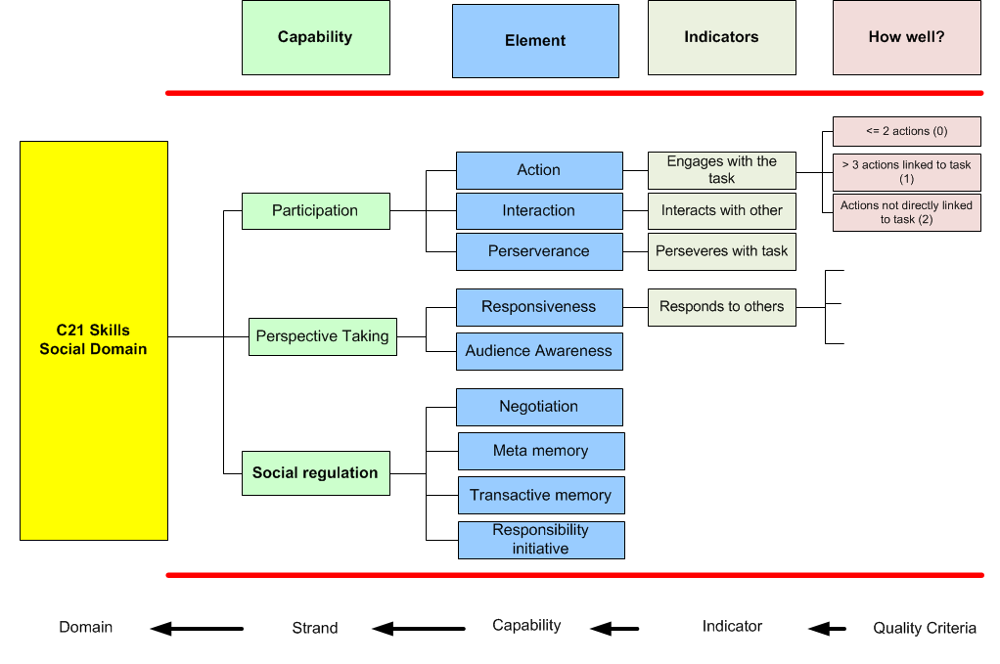 Capability
Element
Indicators
How well?
<= 2 actions (0)
Action
Engages with the
task
> 3 actions linked to task
(1)
Participation
Interaction
Interacts with other
Actions not directly linked
to task (2)
Perserverance
Perseveres with task
C21 Skills
Social Domain
Perspective Taking
Responsiveness
Responds to others
Audience Awareness
Social regulation
Negotiation
Meta memory
Transactive memory
Responsibility
initiative
Domain
Strand
Capability
Indicator
Quality Criteria